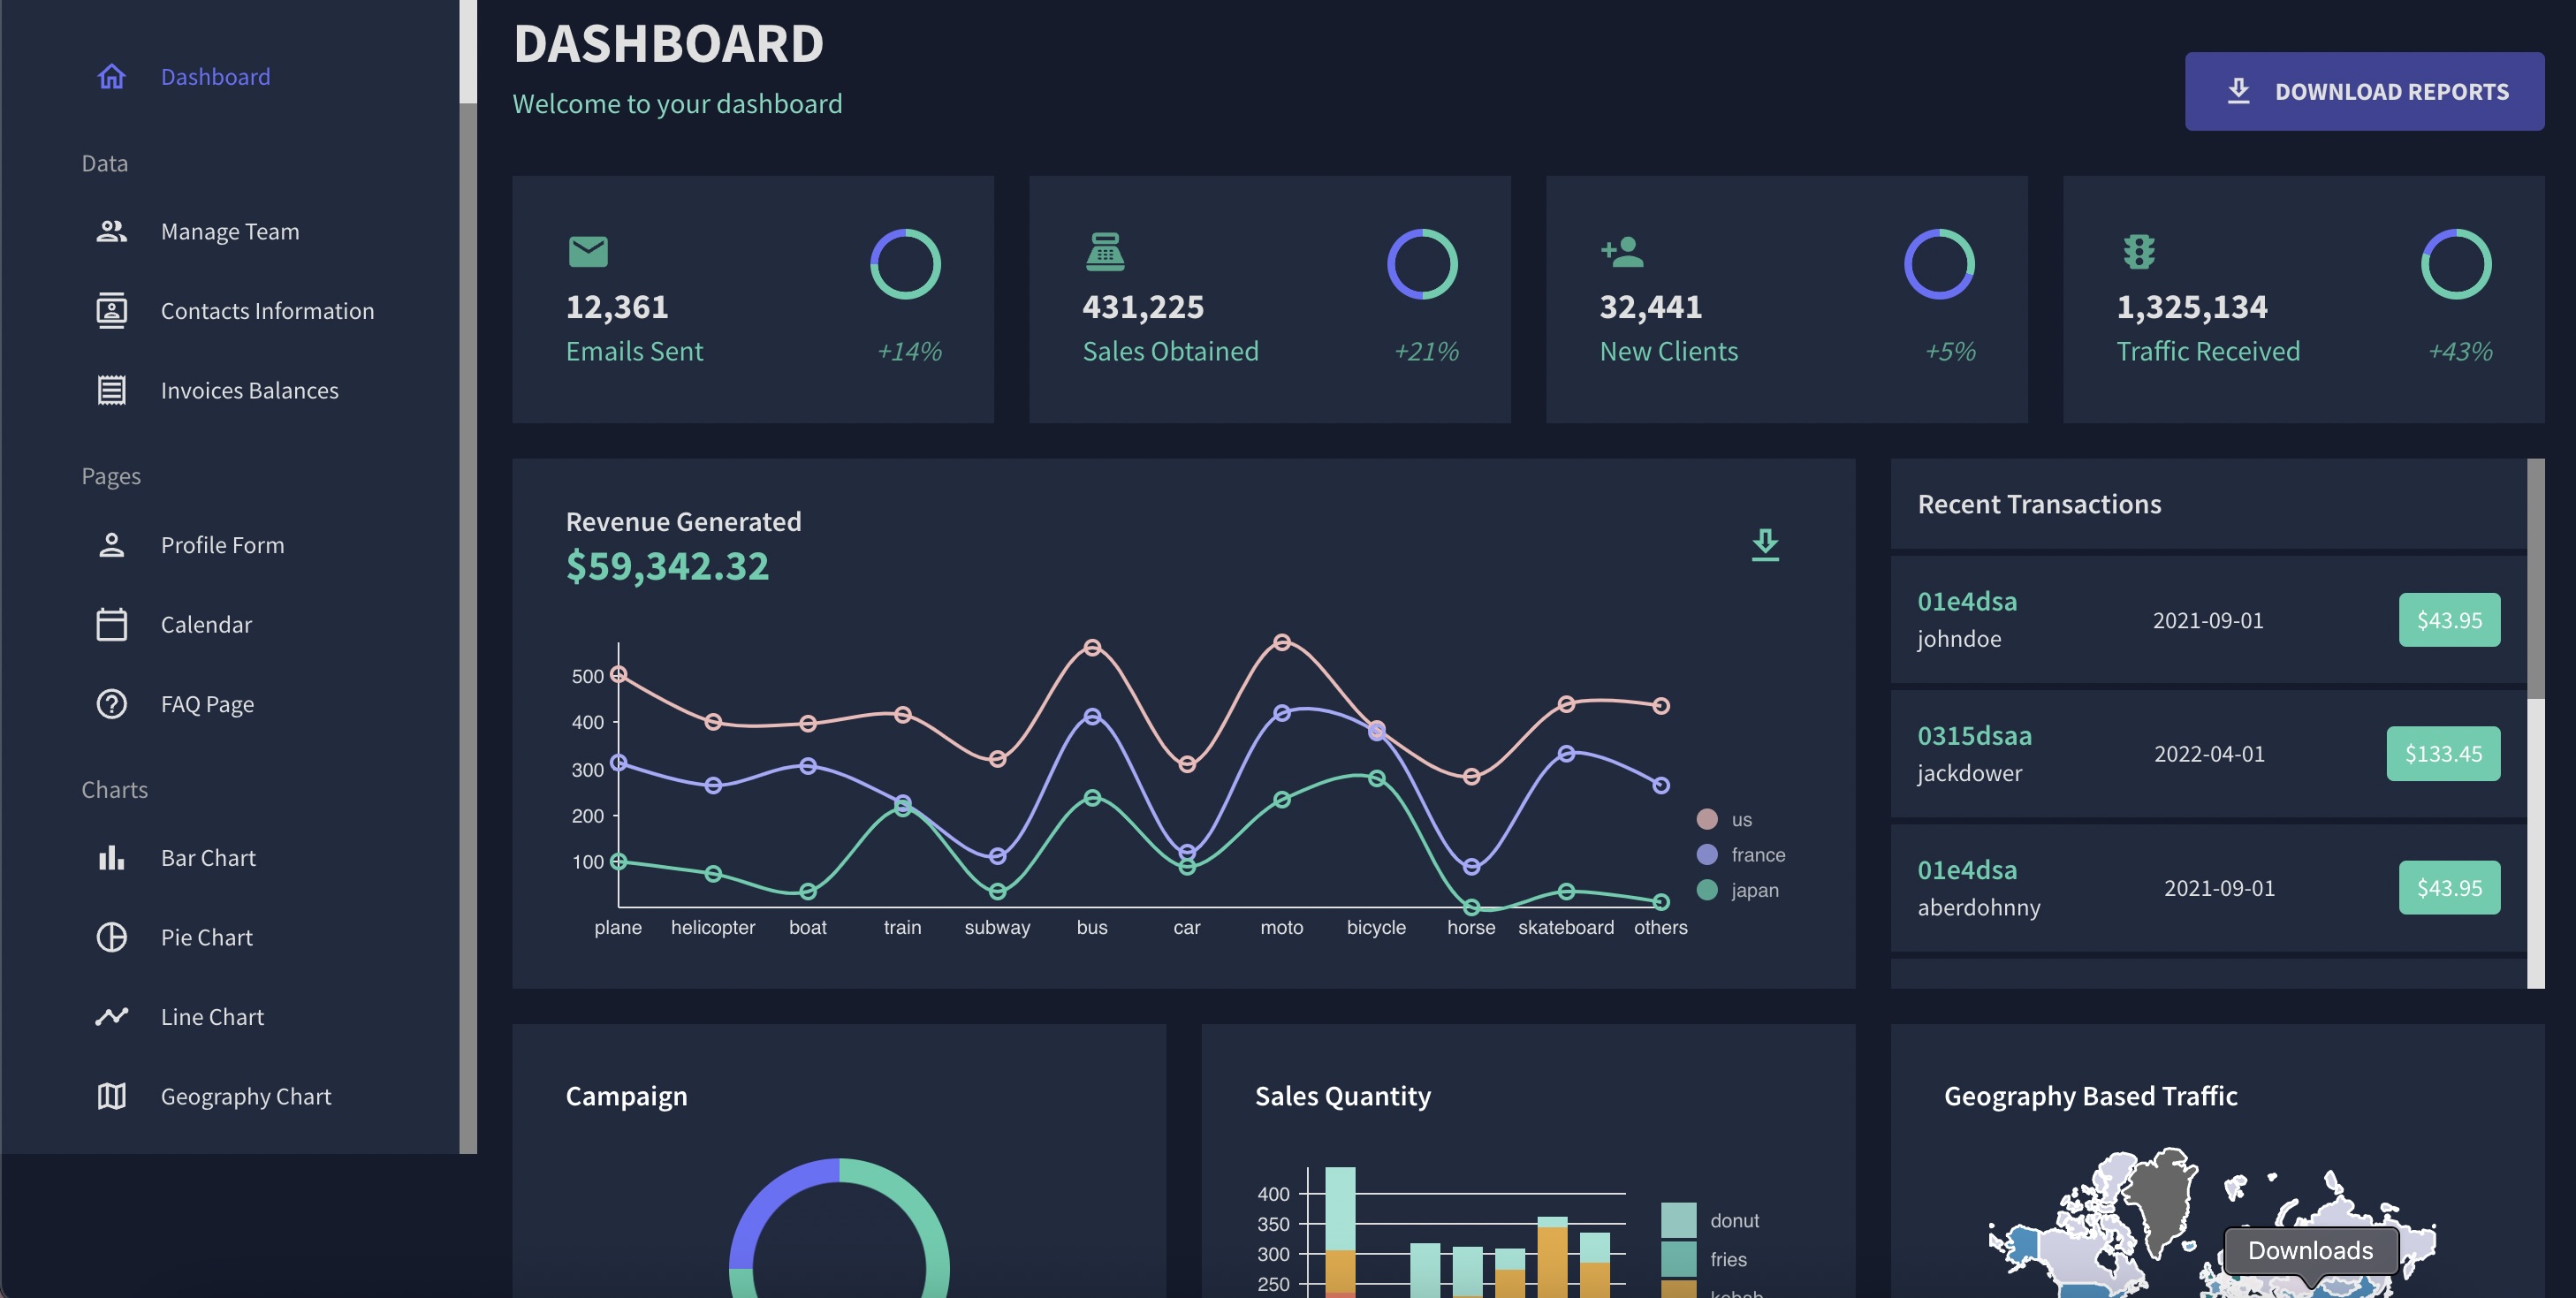 Dashboard
Data
Manage Team
Contacts Information
Invoices Balances
Pages
Profile Form
Calendar
FAQ Page
Charts
Bar Chart
Pie Chart
Line Chart
Geography Chart
DASHBOARD
Welcome to your dashboard
DOWNLOAD REPORTS
12,361
Emails Sent
+14%
431,225
Sales Obtained
+21%
32,441
New Clients
+5%
1,325,134
Traffic Received
+43%
Revenue Generated
$59,342.32
500
400
300
200
100
plane helicopter boat train subway bus car moto bicycle horse skateboard others
us
france
japan
Recent Transactions
01e4dsa
johndoe
2021-09-01
$43.95
0315dsaa
jackdower
2022-04-01
$133.45
01e4dsa
aberdohnny
2021-09-01
$43.95
Campaign
Sales Quantity
400
350
300
250
donut
fries
kebab
Geography Based Traffic
Downloads